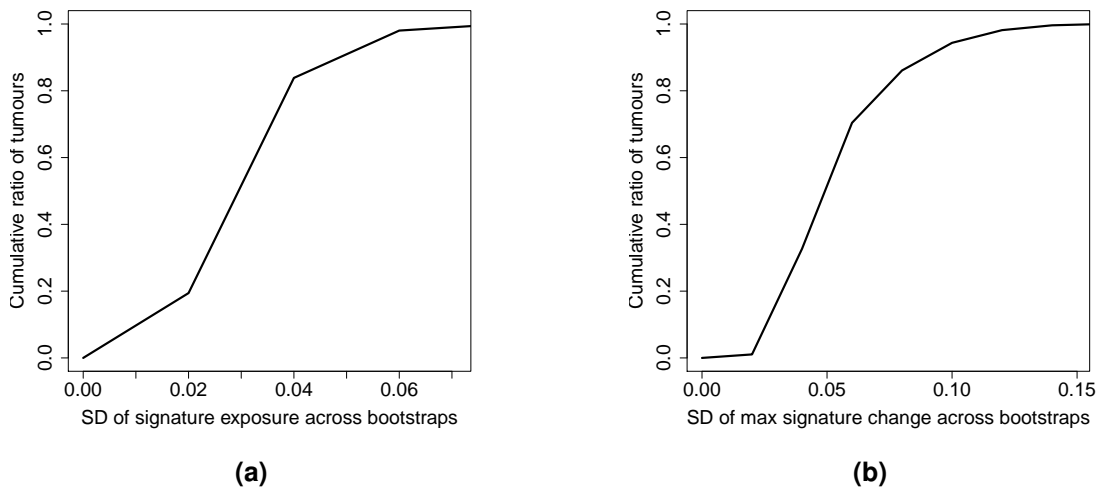 Cumulative ratio of tumours
1.0
0.8
0.6
0.4
0.2
0.0
0.00 0.02 0.04 0.06
SD of signature exposure across bootstraps
(a)
Cumulative ratio of tumours
1.0
0.8
0.6
0.4
0.2
0.0
0.00 0.05 0.10 0.15
SD of max signature change across bootstraps
(b)